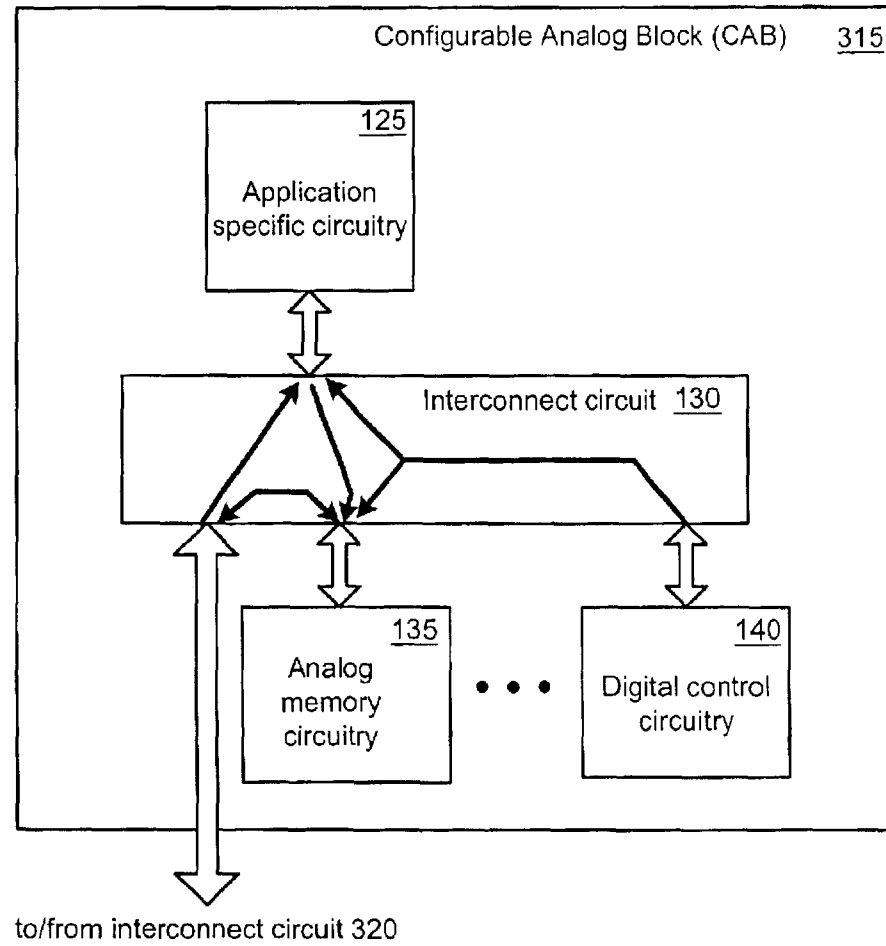 Configurable Analog Block (CAB) 315
125
Application
specific circuitry
Interconnect circuit 130
135
Analog
memory
circuitry
140
Digital control
circuitry
to/from interconnect circuit 320